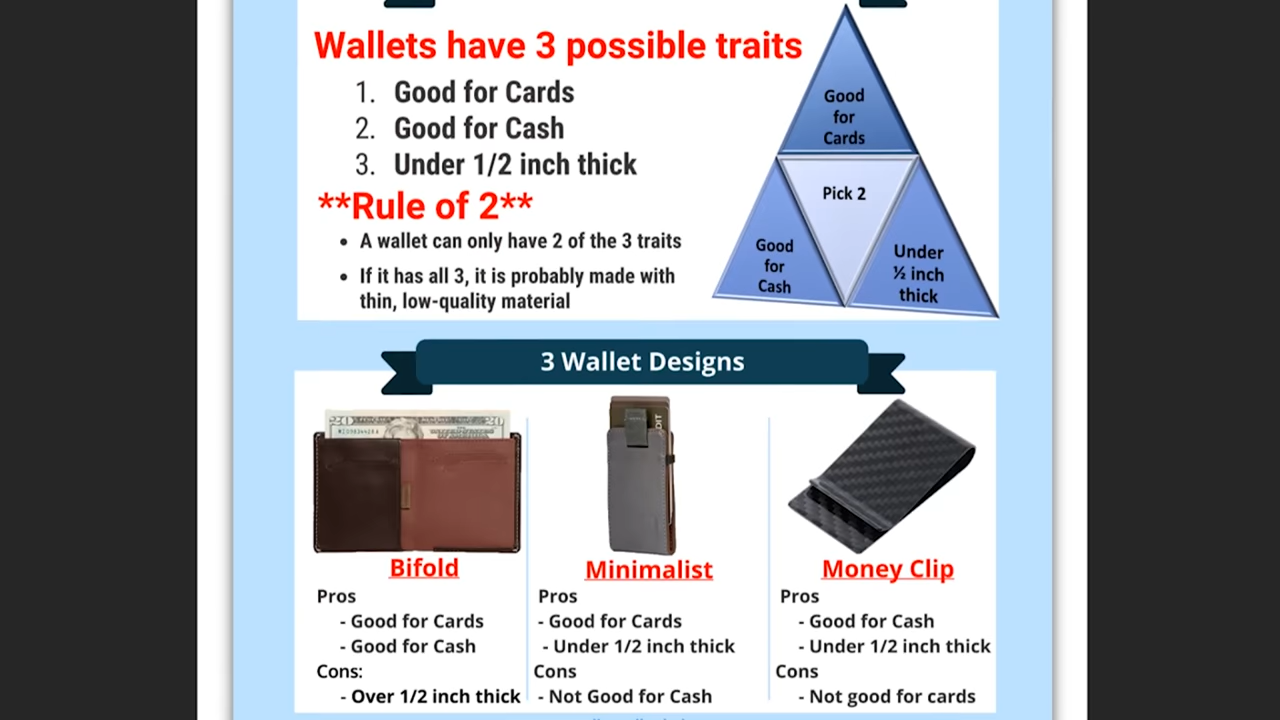 Wallets have 3 possible traits
1. Good for Cards
2. Good for Cash
3. Under 1/2 inch thick
**Rule of 2**
• A wallet can only have 2 of the 3 traits
• If it has all 3, it is probably made with
thin, low-quality material
Good
for
Cards
Pick 2
Good
for
Cash
Under
½ inch
thick
3 Wallet Designs
20
20
Bifold
Pros
- Good for Cards
- Good for Cash
Cons:
- Over 1/2 inch thick
Minimalist
Pros
- Good for Cards
- Under 1/2 inch thick
Cons
- Not Good for Cash
Money Clip
Pros
- Good for Cash
- Under 1/2 inch thick
Cons
- Not good for cards